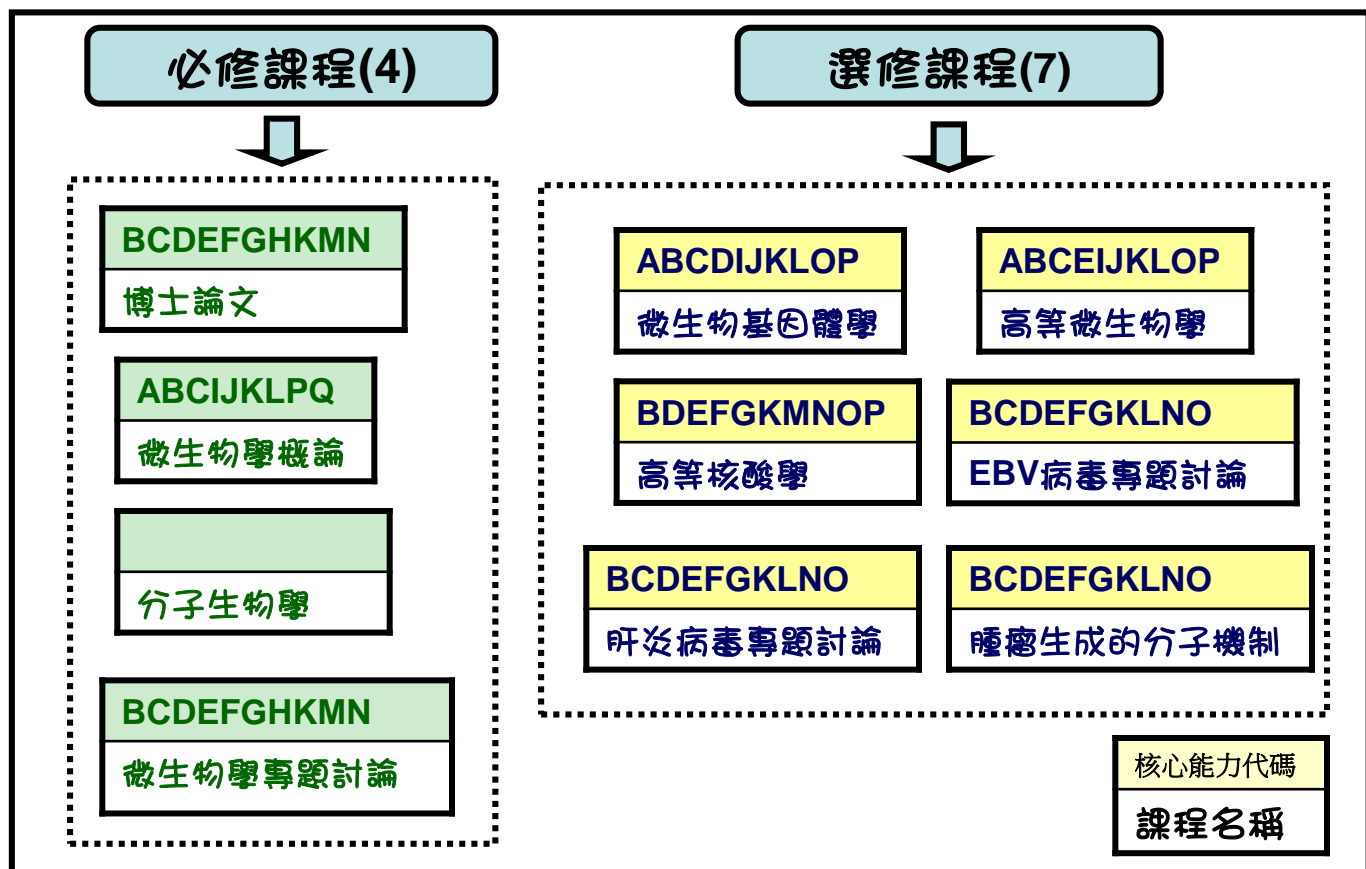 必修課程(4)
BCDEFGHKMN
博士論文
ABCIJKLPQ
微生物學概論
分子生物學
BCDEFGHKMN
微生物學專題討論
選修課程(7)
ABCDIJKLOP
微生物基因體學
ABCEIJKLOP
高等微生物學
BDEFGKMNOP
高等核酸學
BCDEFGKLNO
EBV病毒專題討論
BCDEFGKLNO
肝炎病毒專題討論
BCDEFGKLNO
腫瘤生成的分子機制
核心能力代碼
課程名稱